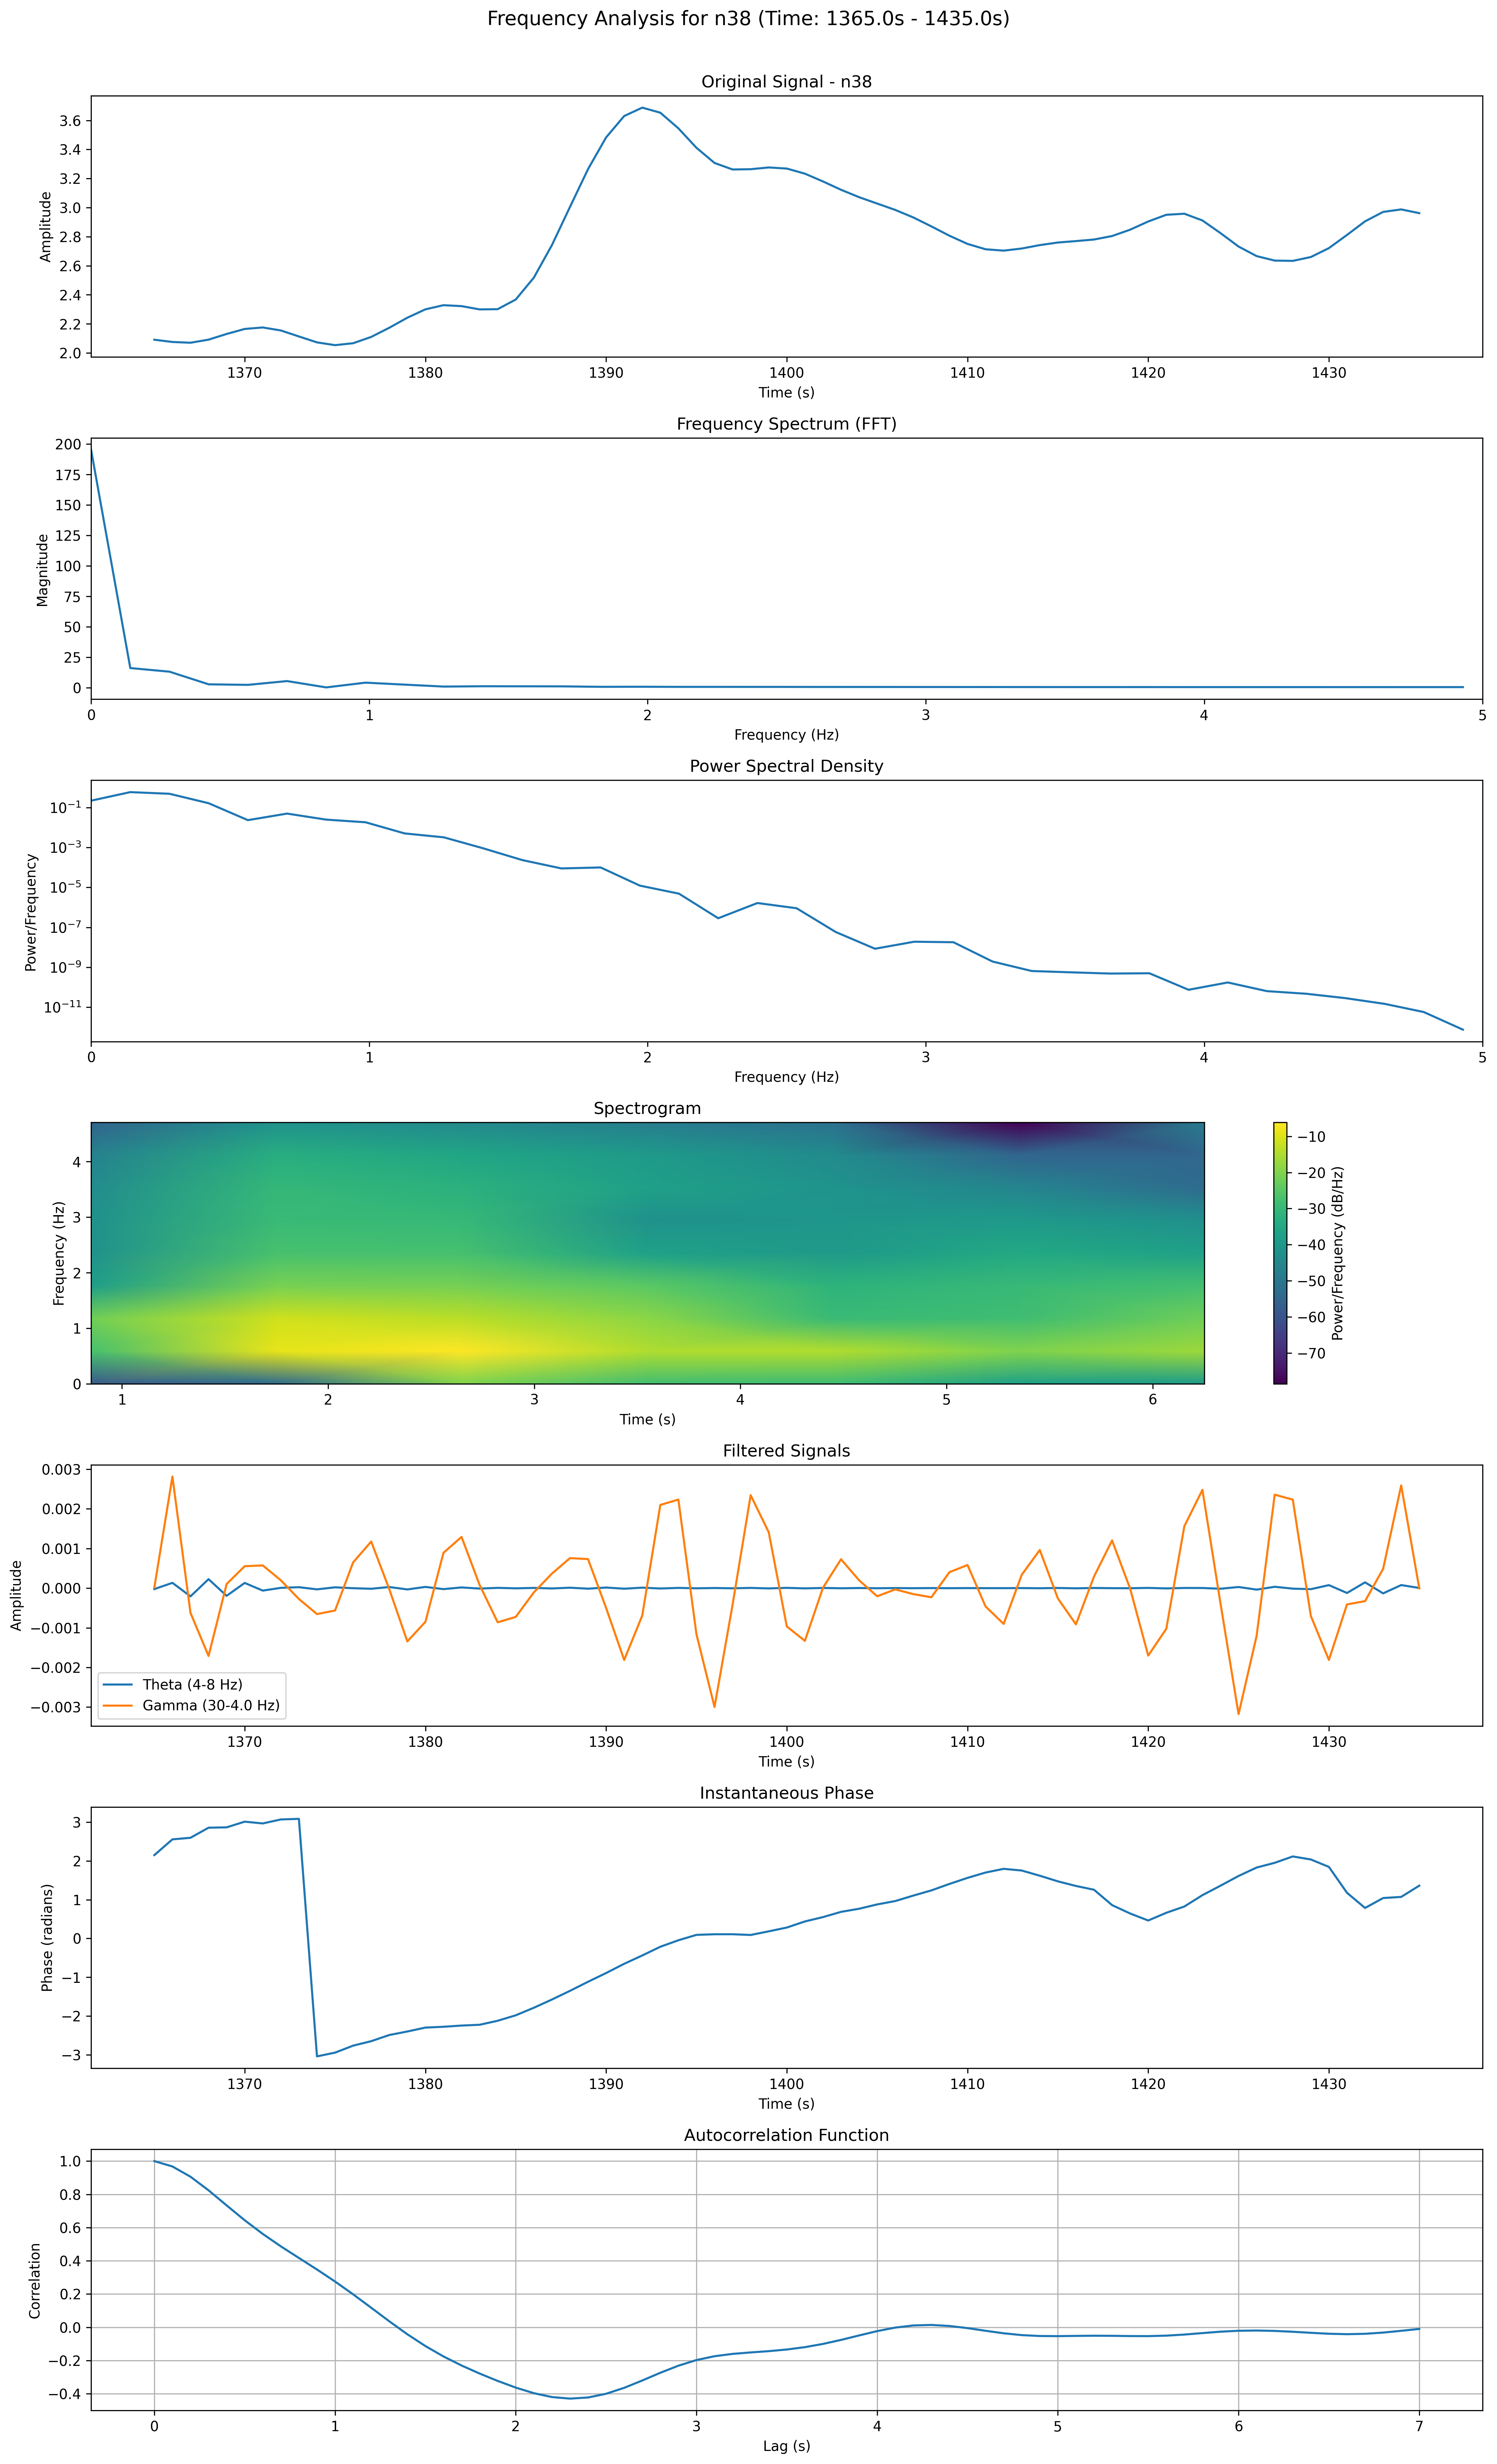 Frequency Analysis for n38 (Time: 1365.0s - 1435.0s)
Original Signal - n38
3.6
3.4
3.2
3.0
2.8
2.6
2.4
2.2
2.0
Amplitude
1370 1380 1390 1400 1410 1420 1430
Time (s)
Frequency Spectrum (FFT)
200
175
150
125
100
75
50
25
0
Magnitude
0 1 2 3 4 5
Frequency (Hz)
Power Spectral Density
10⁻¹
10⁻³
10⁻⁵
10⁻⁷
10⁻⁹
10⁻¹¹
Power/Frequency
0 1 2 3 4 5
Frequency (Hz)
Spectrogram
4
3
2
1
0
Frequency (Hz)
1 2 3 4 5 6
Time (s)
−10
−20
−30
−40
−50
−60
−70
Power/Frequency (dB/Hz)
Filtered Signals
0.003
0.002
0.001
0.000
−0.001
−0.002
−0.003
Amplitude
Theta (4-8 Hz)
Gamma (30-4.0 Hz)
1370 1380 1390 1400 1410 1420 1430
Time (s)
Instantaneous Phase
3
2
1
0
−1
−2
−3
Phase (radians)
1370 1380 1390 1400 1410 1420 1430
Time (s)
Autocorrelation Function
1.0
0.8
0.6
0.4
0.2
0.0
−0.2
−0.4
Correlation
0 1 2 3 4 5 6 7
Lag (s)